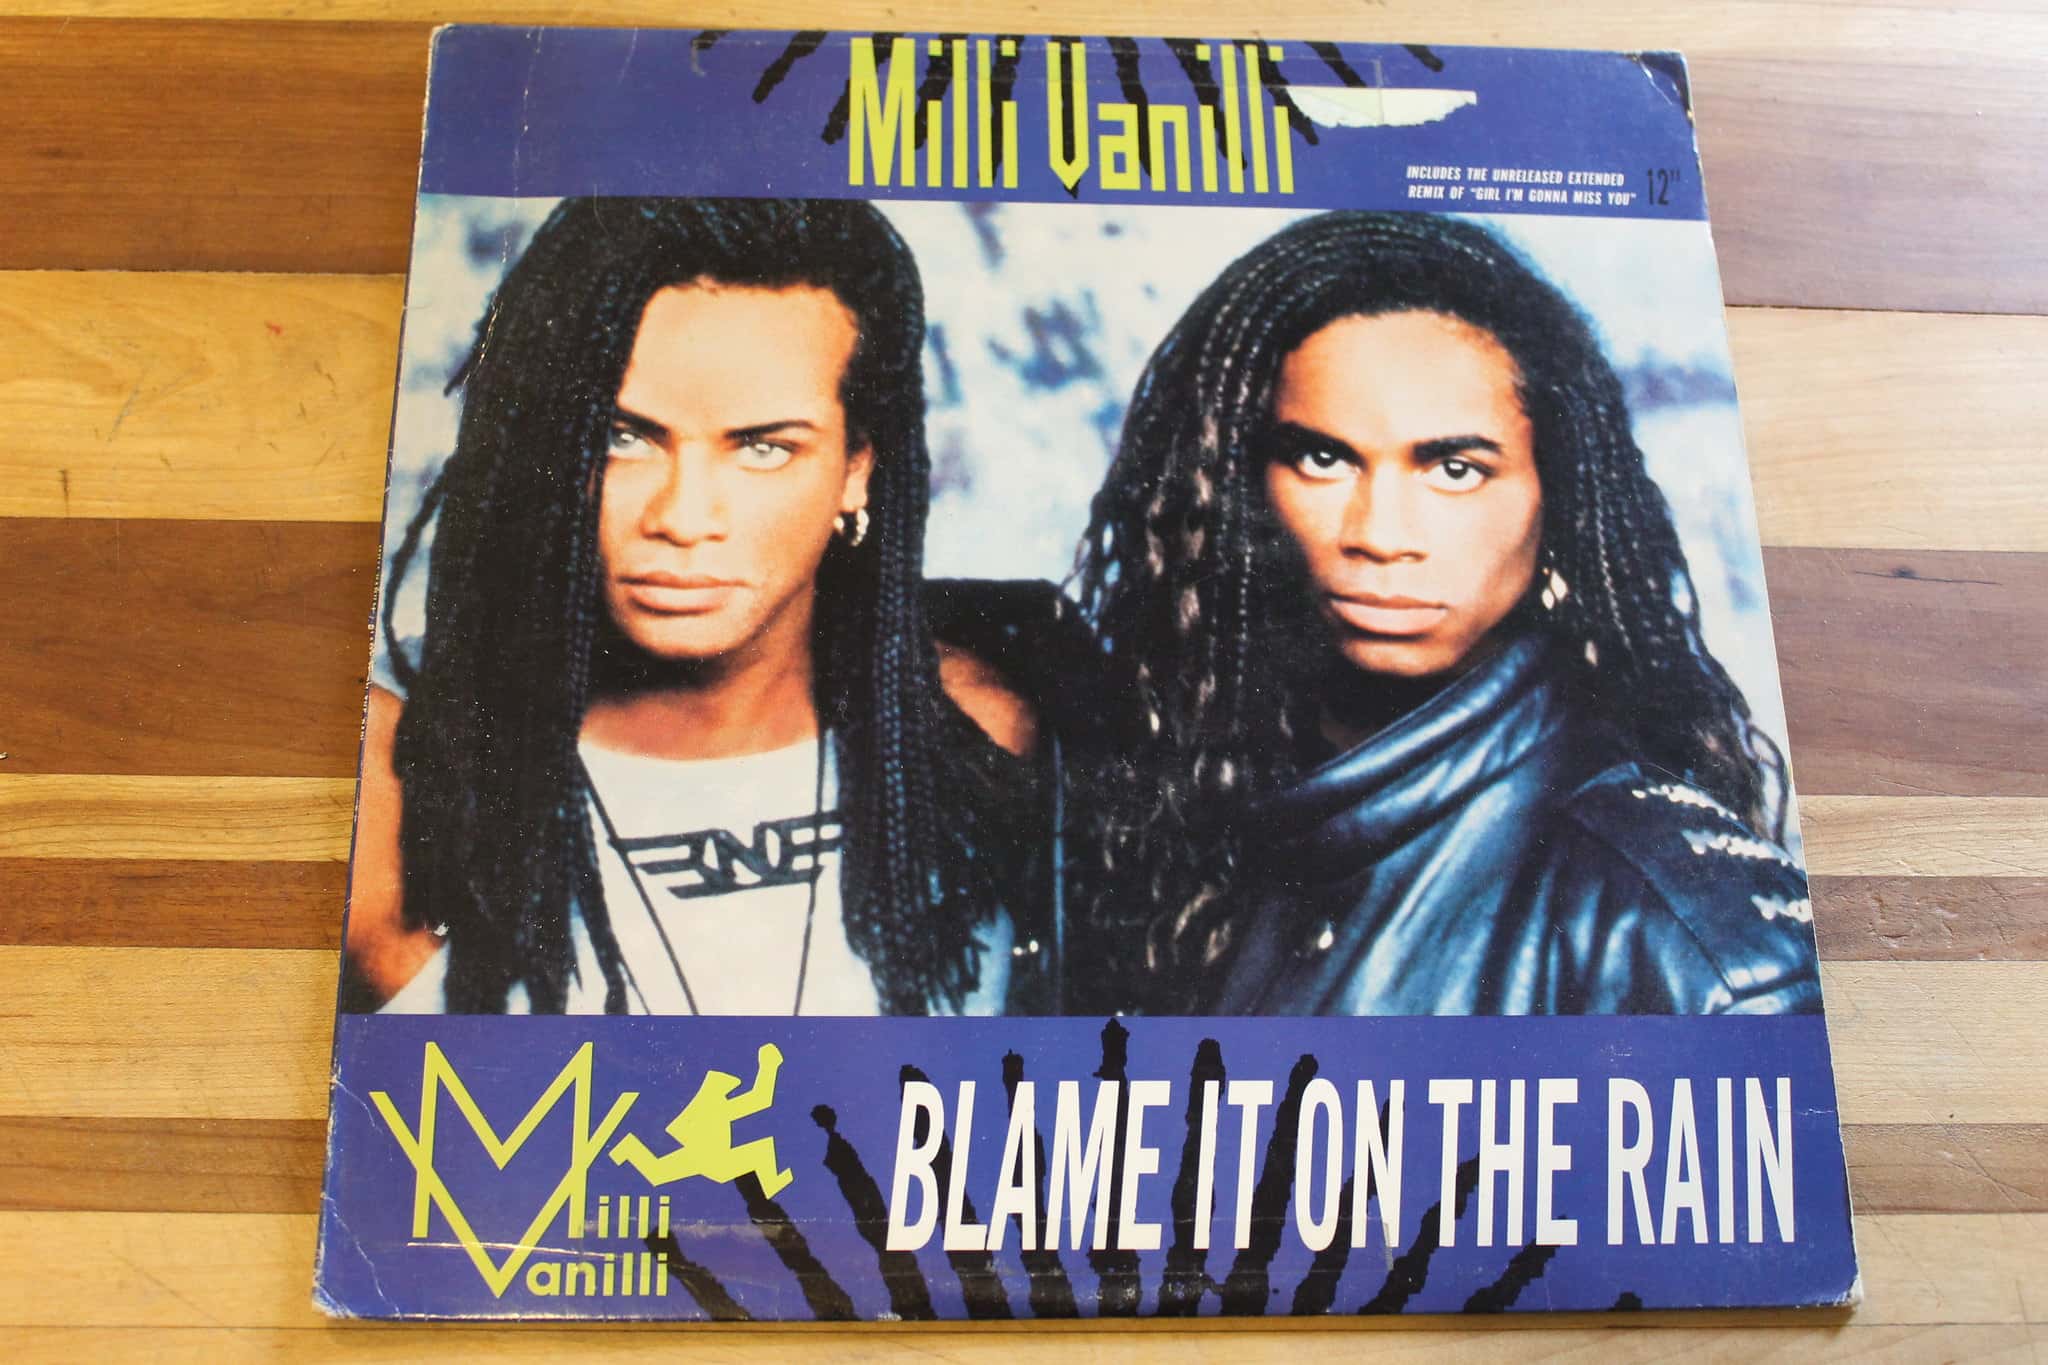 Milli Vanilli
INCLUDES THE UNRELEASED EXTENDED
REMIX OF "GIRL I'M GONNA MISS YOU"
12"
Milli
Vanilli
BLAME IT ON THE RAIN